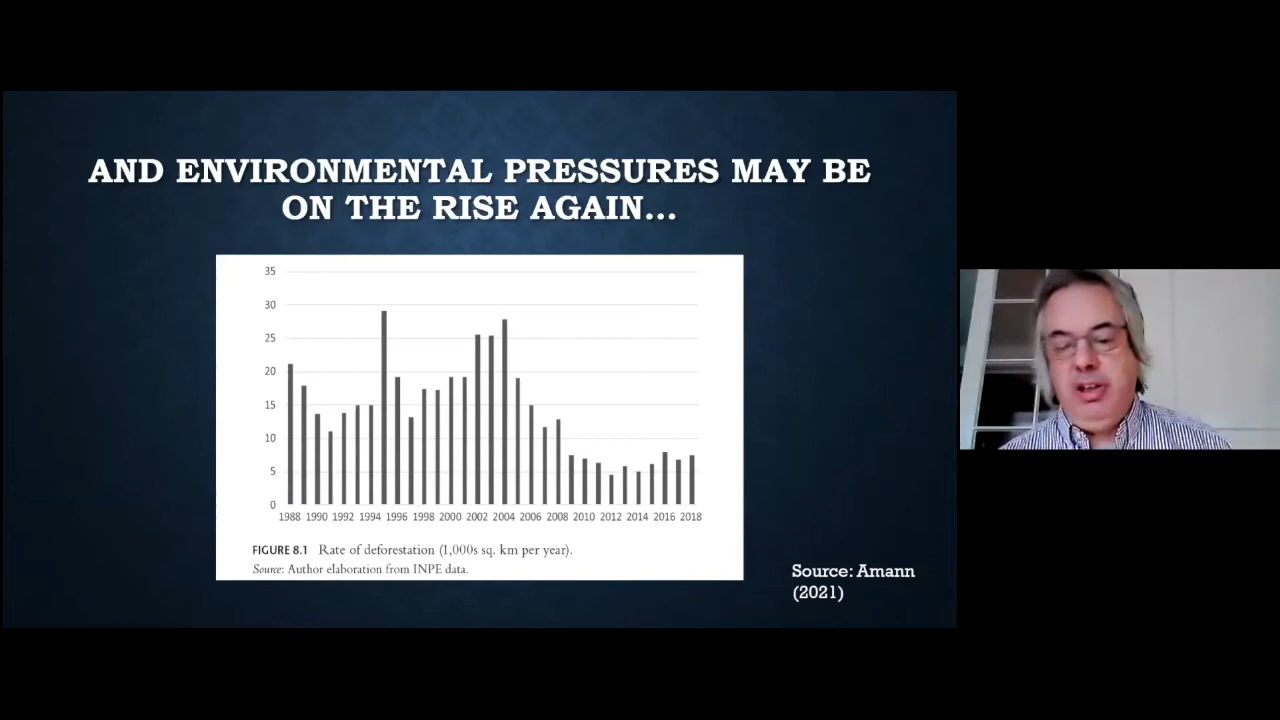 AND ENVIRONMENTAL PRESSURES MAY BE
ON THE RISE AGAIN...
35
30
25
20
15
10
5
0
1988 1990 1992 1994 1996 1998 2000 2002 2004 2006 2008 2010 2012 2014 2016 2018
FIGURE 8.1 Rate of deforestation (1,000s sq. km per year).
Source: Author elaboration from INPE data.
Source: Amann
(2021)